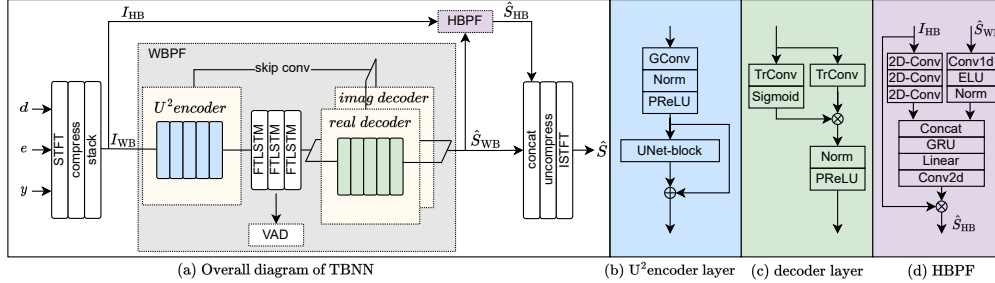 I_HB
HBPF
Ŝ_HB
WBPF
skip conv
d
e
y
STFT
compress
stack
I_WB
U²encoder
FTLSTM
FTLSTM
FTLSTM
imag decoder
real decoder
VAD
Ŝ_WB
concat
uncompress
ISTFT
Ŝ
(a) Overall diagram of TBNN
GConv
Norm
PReLU
UNet-block
(b) U²encoder layer
TrConv
TrConv
Sigmoid
Norm
PReLU
(c) decoder layer
I_HB
Ŝ_WB
2D-Conv
2D-Conv
2D-Conv
Conv1d
ELU
Norm
Concat
GRU
Linear
Conv2d
Ŝ_HB
(d) HBPF